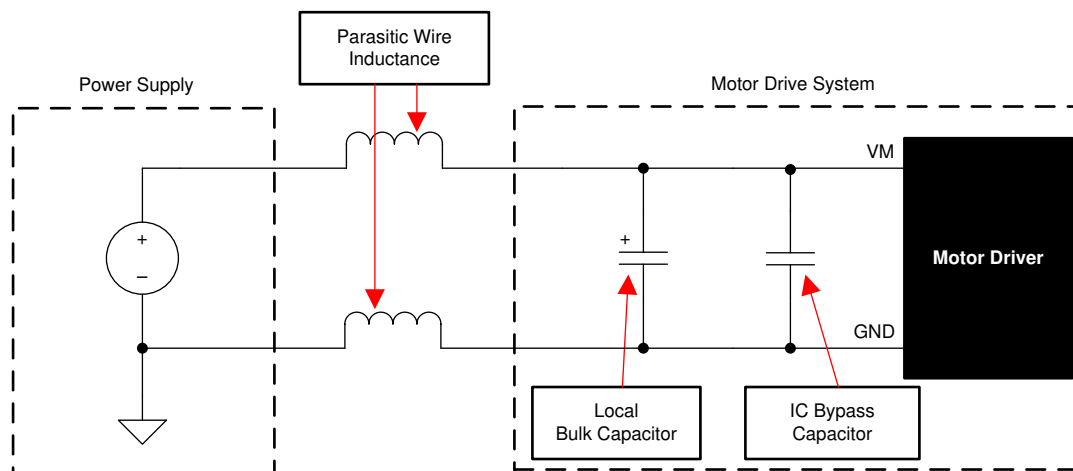 Parasitic Wire
Inductance
Power Supply
Motor Drive System
VM
+
–
+
Motor Driver
GND
Local
Bulk Capacitor
IC Bypass
Capacitor